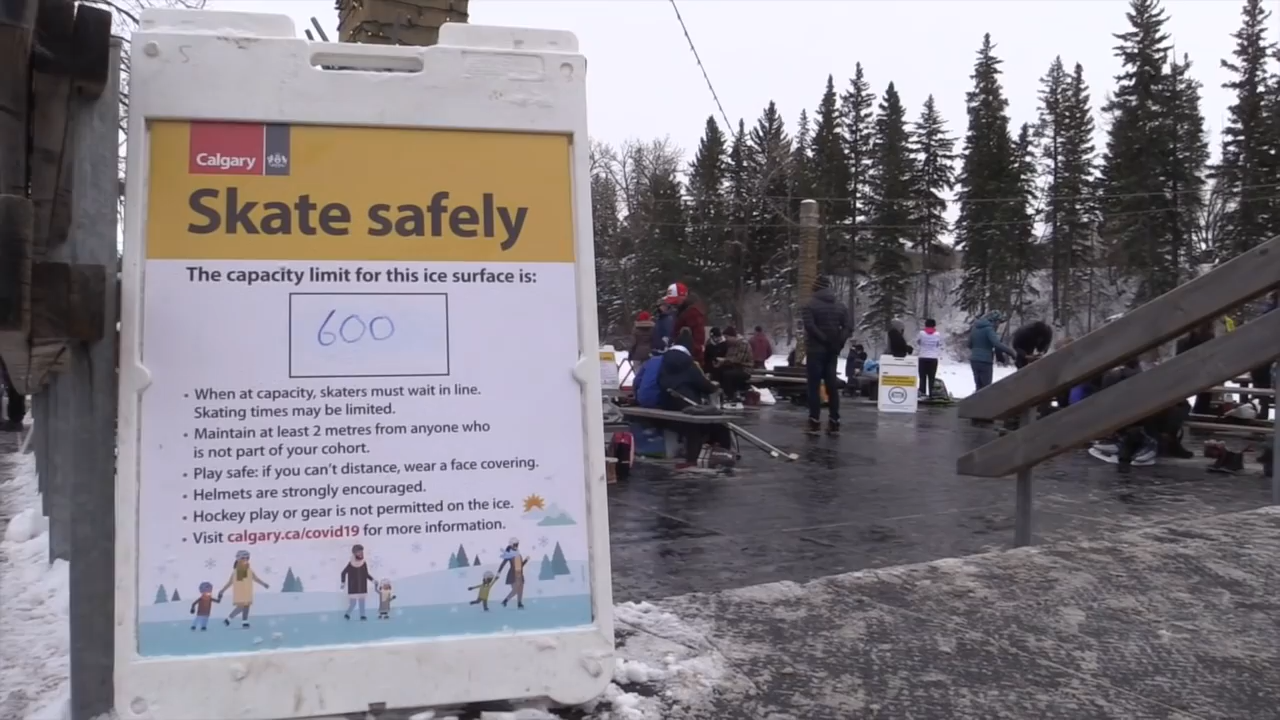 Calgary
Skate safely
The capacity limit for this ice surface is:
600
• When at capacity, skaters must wait in line.
Skating times may be limited.
• Maintain at least 2 metres from anyone who
is not part of your cohort.
• Play safe: if you can't distance, wear a face covering.
• Helmets are strongly encouraged.
• Hockey play or gear is not permitted on the ice.
• Visit calgary.ca/covid19 for more information.